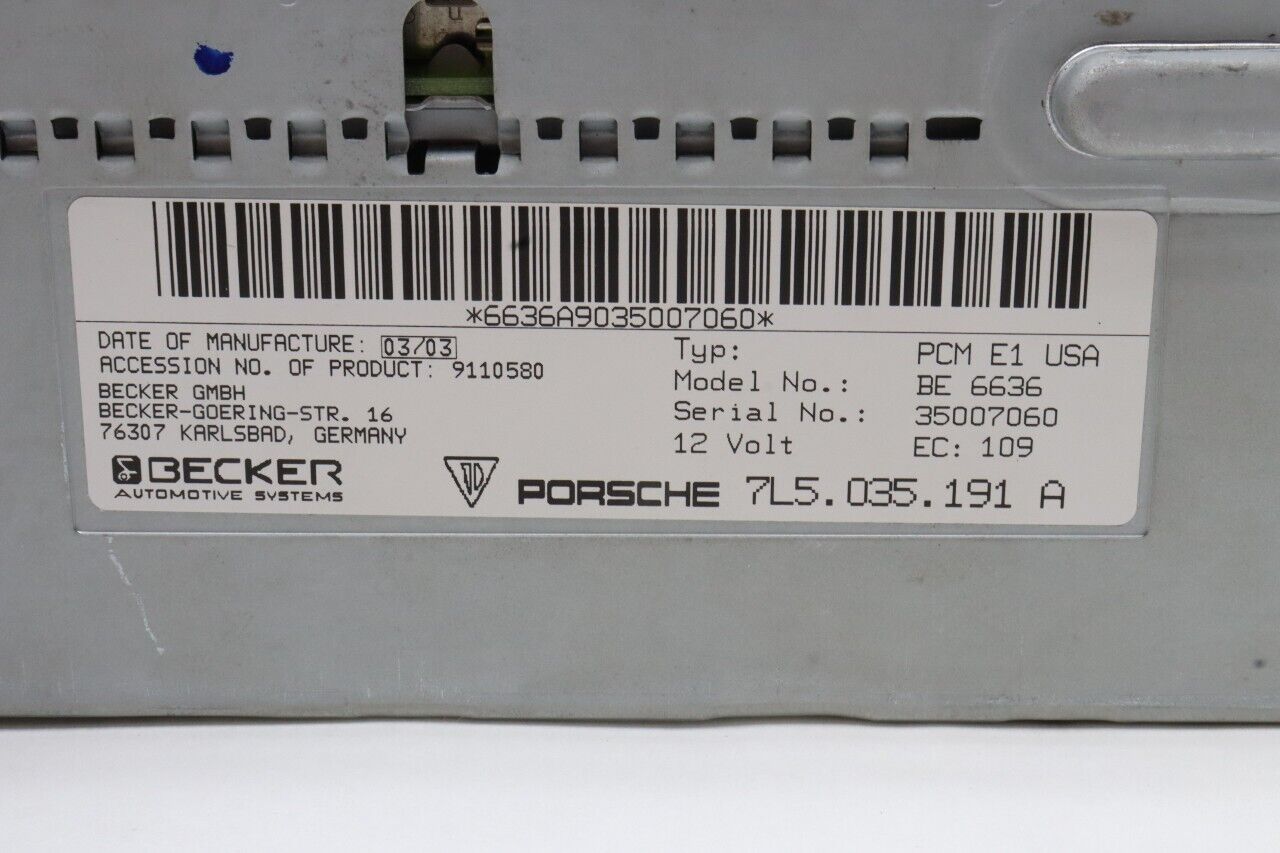 *6636A9035007060*
DATE OF MANUFACTURE: 03/03
ACCESSION NO. OF PRODUCT: 9110580
BECKER GMBH
BECKER-GOERING-STR. 16
76307 KARLSBAD, GERMANY
Typ: PCM E1 USA
Model No.: BE 6636
Serial No.: 35007060
12 Volt EC: 109
BECKER
AUTOMOTIVE SYSTEMS
PORSCHE 7L5.035.191 A